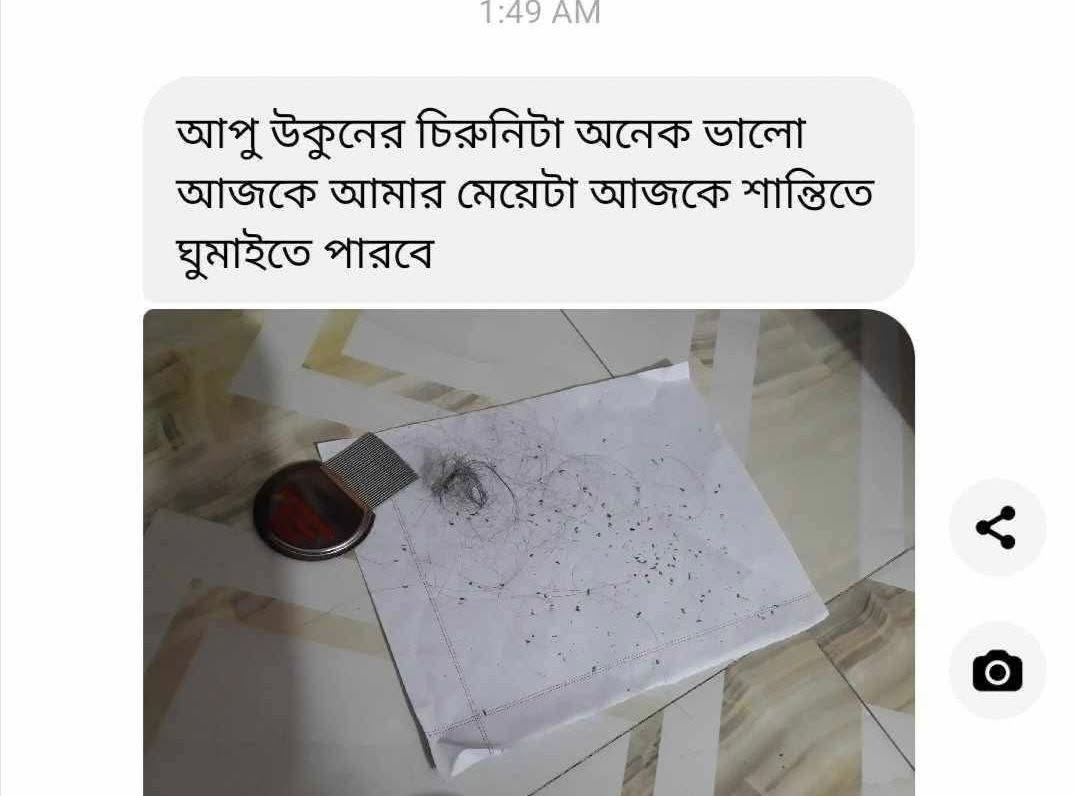 1:49 AM
আপু উকুনের চিরুনিটা অনেক ভালো
আজকে আমার মেয়েটা আজকে শান্তিতে
ঘুমাইতে পারবে